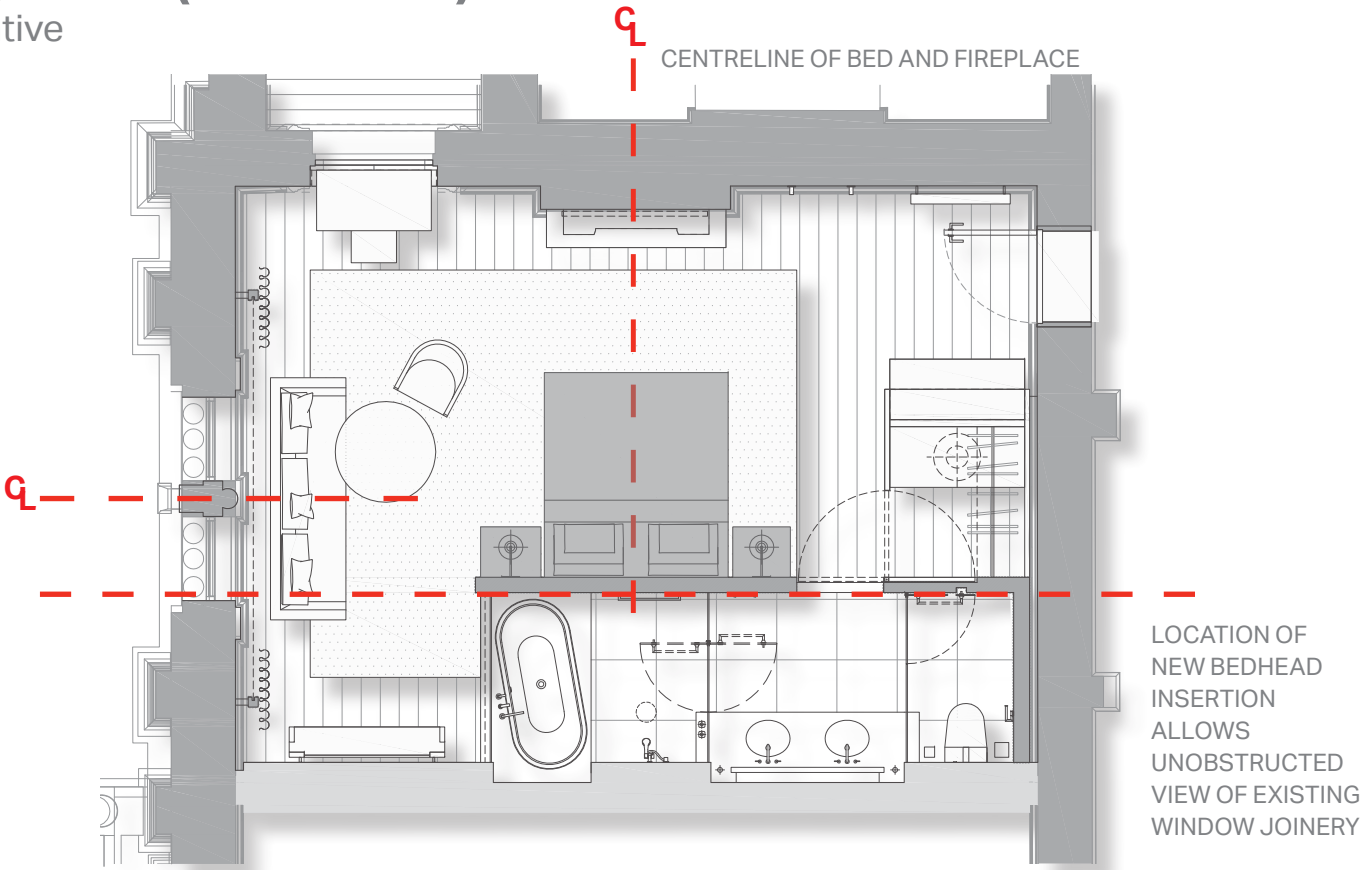 tive
CL
CENTRELINE OF BED AND FIREPLACE
CL
LOCATION OF
NEW BEDHEAD
INSERTION
ALLOWS
UNOBSTRUCTED
VIEW OF EXISTING
WINDOW JOINERY